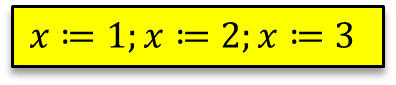 x := 1; x := 2; x := 3